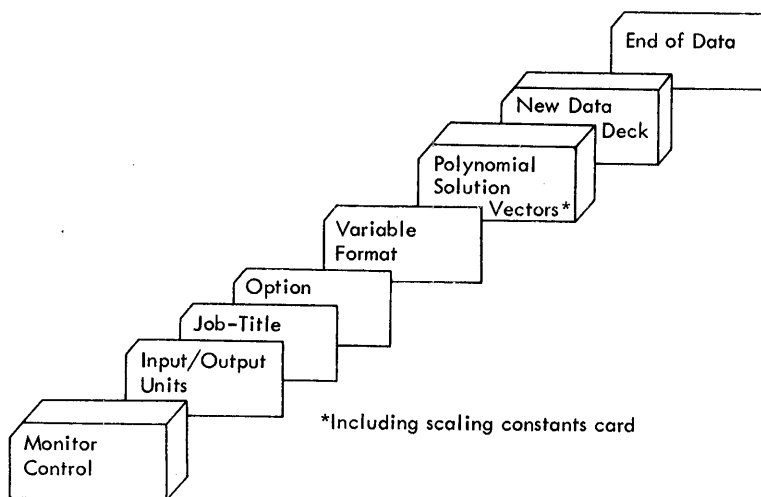 End of Data
New Data
Deck
Polynomial
Solution
Vectors*
Variable
Format
Option
Job-Title
Input/Output
Units
*Including scaling constants card
Monitor
Control